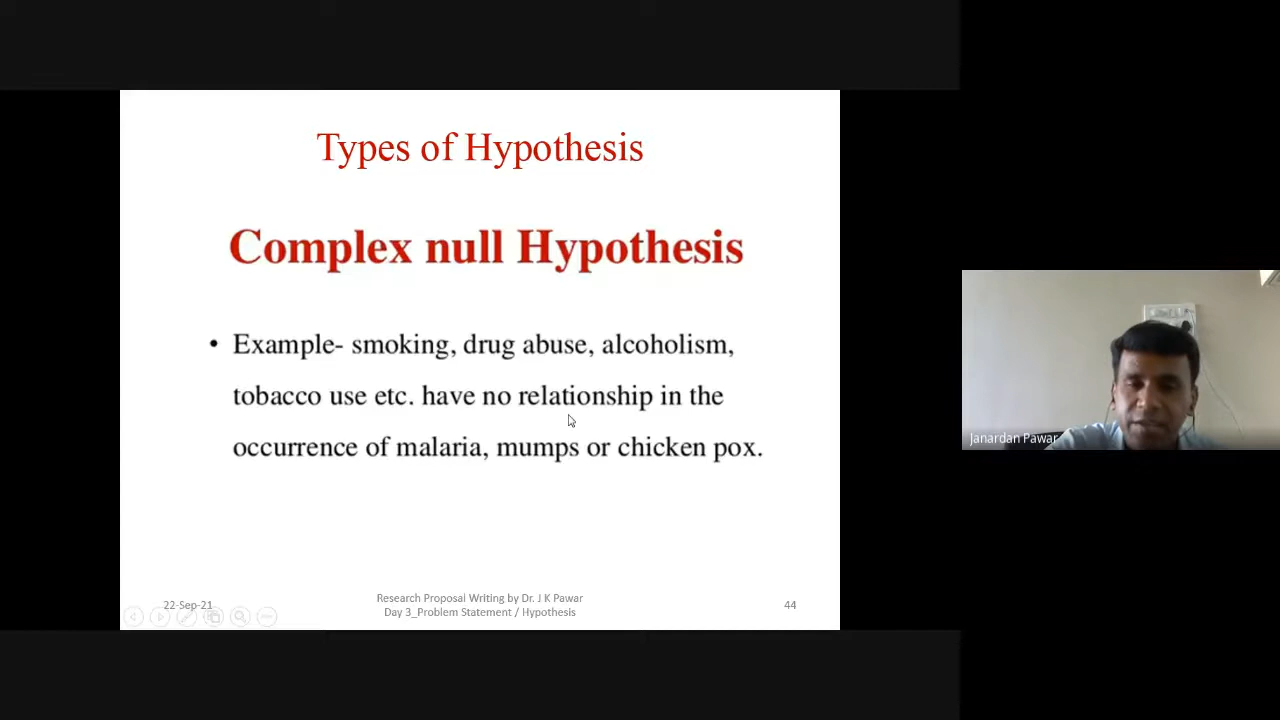 Types of Hypothesis
Complex null Hypothesis
• Example- smoking, drug abuse, alcoholism,
tobacco use etc. have no relationship in the
occurrence of malaria, mumps or chicken pox.
22-Sep-21
Research Proposal Writing by Dr. J K Pawar
Day 3_Problem Statement / Hypothesis
44
Janardan Pawar